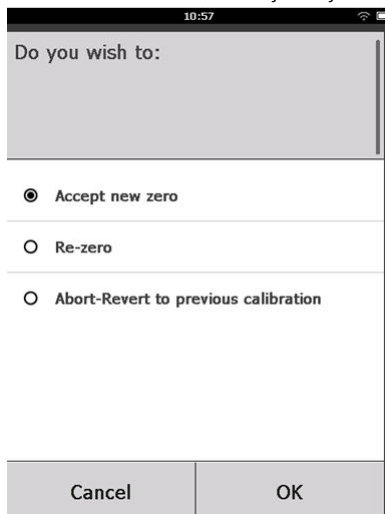 10:57
Do you wish to:
Accept new zero
Re-zero
Abort-Revert to previous calibration
Cancel
OK